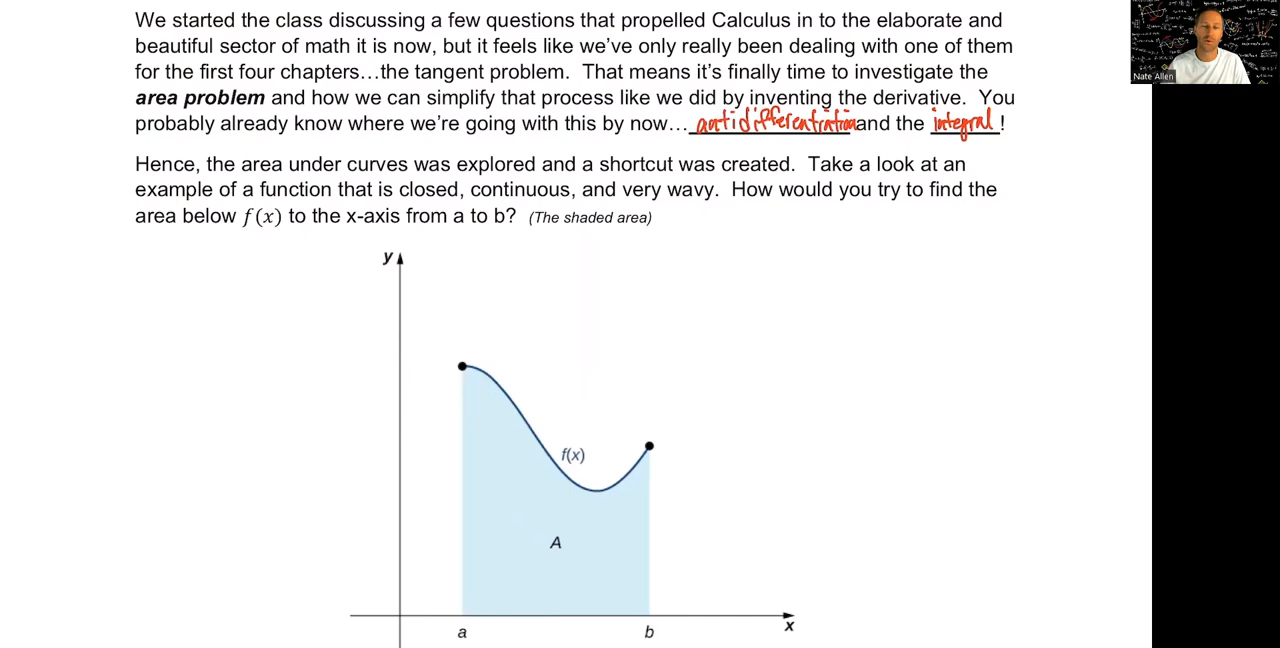 We started the class discussing a few questions that propelled Calculus in to the elaborate and
beautiful sector of math it is now, but it feels like we've only really been dealing with one of them
for the first four chapters…the tangent problem.  That means it's finally time to investigate the
area problem and how we can simplify that process like we did by inventing the derivative.  You
probably already know where we're going with this by now… antidifferentiation and the integral !
Hence, the area under curves was explored and a shortcut was created.  Take a look at an
example of a function that is closed, continuous, and very wavy.  How would you try to find the
area below f(x) to the x-axis from a to b?  (The shaded area)
y
f(x)
A
a b x
Nate Allen